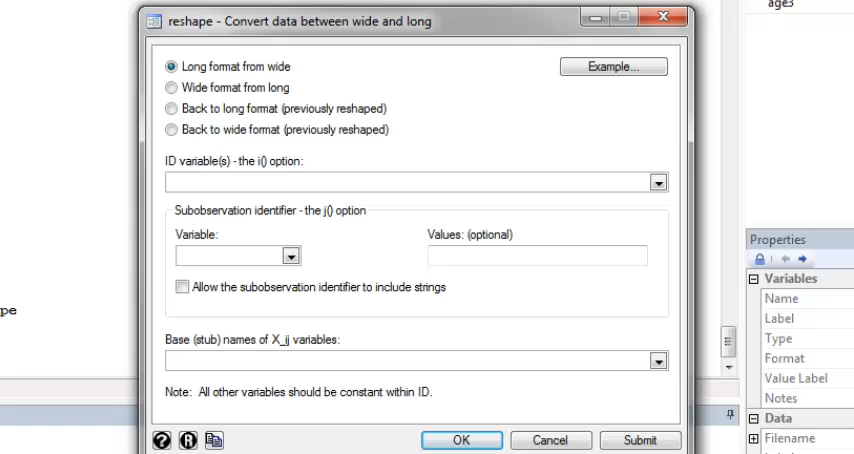 age3
reshape - Convert data between wide and long
Long format from wide
Example...
Wide format from long
Back to long format (previously reshaped)
Back to wide format (previously reshaped)
ID variable(s) - the i() option:
Subobservation identifier - the j() option
Variable:
Values: (optional)
Allow the subobservation identifier to include strings
pe
Base (stub) names of X_ij variables:
Note: All other variables should be constant within ID.
? R
OK
Cancel
Submit
Properties
Variables
Name
Label
Type
Format
Value Label
Notes
Data
Filename